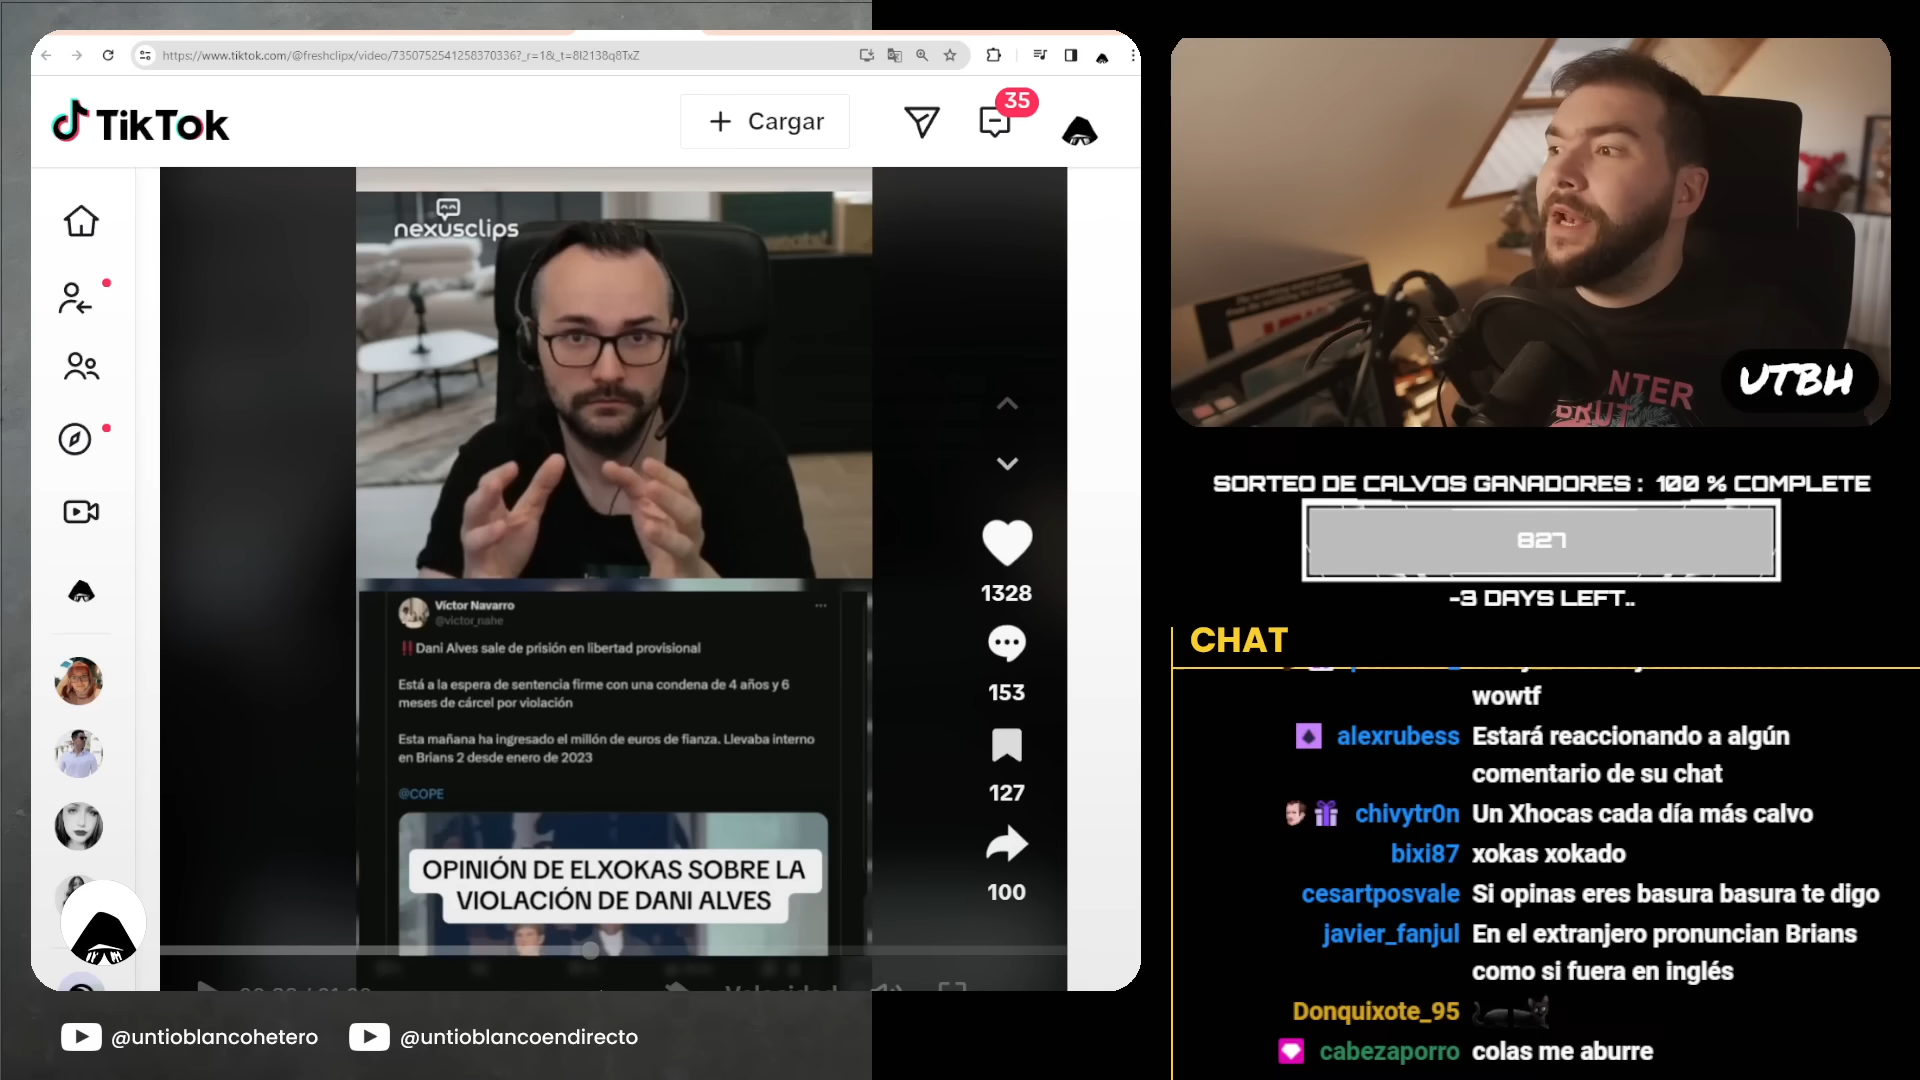 https://www.tiktok.com/@freshclipx/video/7350752541258370336?_r=1&_t=8l2138q8TxZ
TikTok
Cargar
35
nexusclips
Víctor Navarro
@victor_nahe
‼️Dani Alves sale de prisión en libertad provisional
Está a la espera de sentencia firme con una condena de 4 años y 6
meses de cárcel por violación
Esta mañana ha ingresado el millón de euros de fianza. Llevaba interno
en Brians 2 desde enero de 2023
@COPE
OPINIÓN DE ELXOKAS SOBRE LA
VIOLACIÓN DE DANI ALVES
1328
153
127
100
@untioblancohetero
@untioblancoendirecto
NTER
BRUT
UTBH
SORTEO DE CALVOS GANADORES : 100 % COMPLETE
827
-3 DAYS LEFT..
CHAT
wowtf
alexrubess Estará reaccionando a algún
comentario de su chat
chivytr0n Un Xhocas cada día más calvo
bixi87 xokas xokado
cesartposvale Si opinas eres basura basura te digo
javier_fanjul En el extranjero pronuncian Brians
como si fuera en inglés
Donquixote_95
cabezaporro colas me aburre